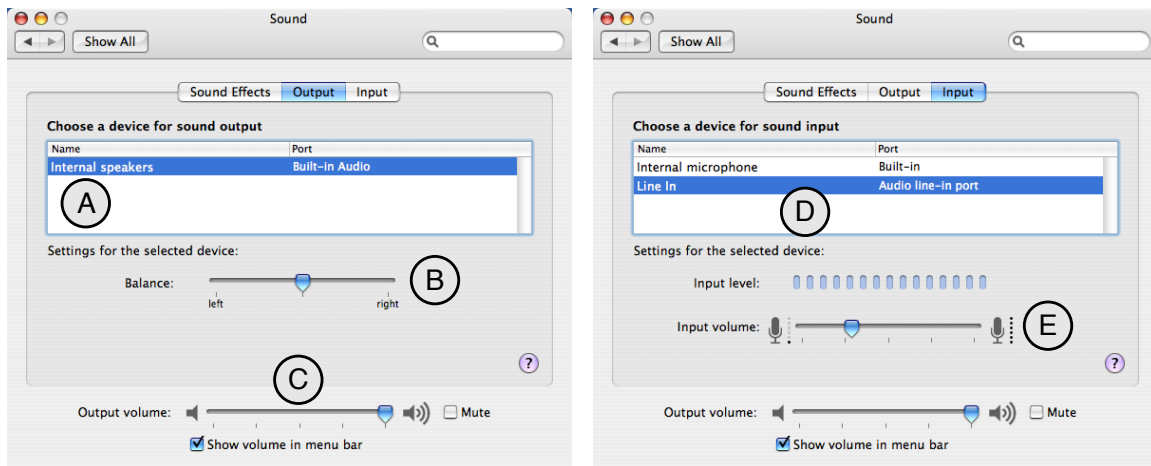 Sound
Show All
Sound Effects Output Input
Choose a device for sound output
Name Port
Internal speakers Built-in Audio
A
Settings for the selected device:
Balance:
B
left right
?
C
Output volume: Mute
Show volume in menu bar
Sound
Show All
Sound Effects Output Input
Choose a device for sound input
Name Port
Internal microphone Built-in
Line In Audio line-in port
D
Settings for the selected device:
Input level:
Input volume:
E
?
Output volume: Mute
Show volume in menu bar